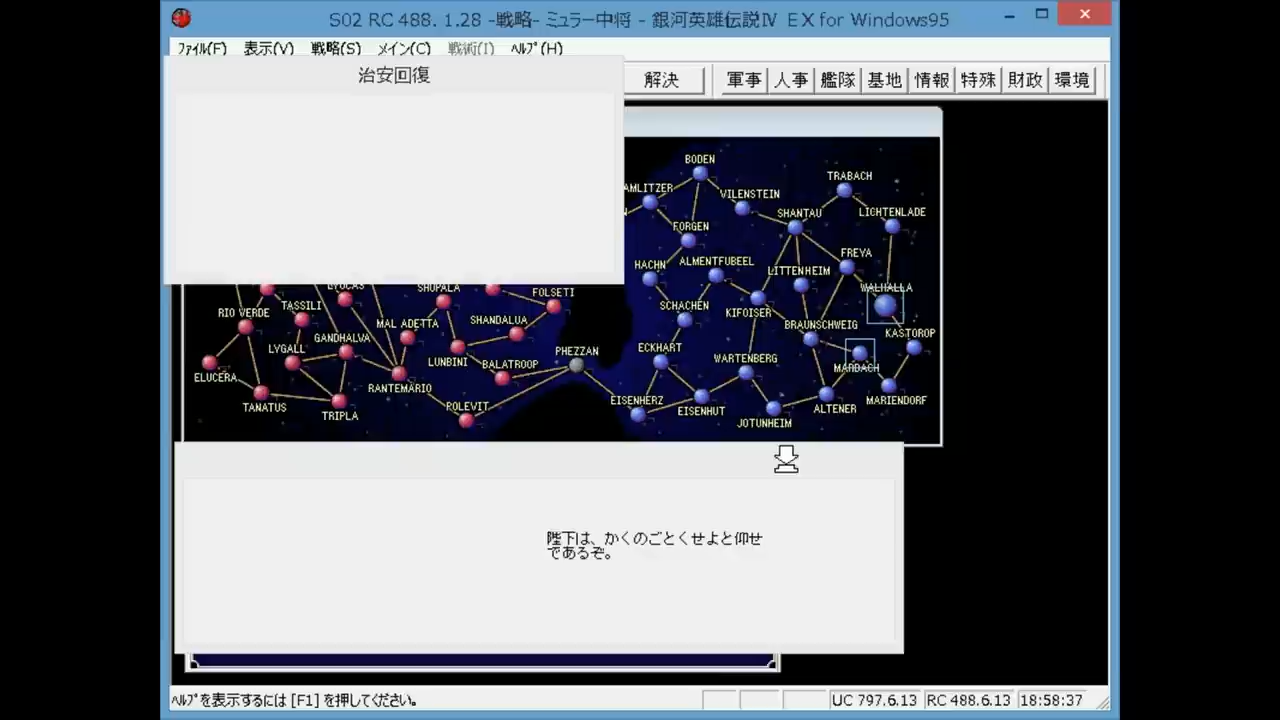 S02 RC 488. 1.28 -戦略- ミュラー中将 - 銀河英雄伝説Ⅳ EX for Windows95
ﾌｧｲﾙ(F) 表示(V) 戦略(S) メイン(C) 戦術(I) ﾍﾙﾌﾟ(H)
治安回復
解決 軍事 人事 艦隊 基地 情報 特殊 財政 環境
BODEN
TRABACH
AMLITZER
VILENSTEIN
SHANTAU
LICHTENLADE
FORGEN
FREYA
HACHN
ALMENTFUBEEL
LITTENHEIM
WALHALLA
LYUCAS
SHUPALA
FOLSETI
TASSILI
RIO VERDE
SCHACHEN
KIFOISER
SHANDALUA
MAL ADETTA
BRAUNSCHWEIG
KASTOROP
GANDHALVA
LYGALL
LUNBINI
BALATROOP
PHEZZAN
ECKHART
WARTENBERG
MARBACH
ELUCERA
RANTEMARIO
TANATUS
TRIPLA
POLEVIT
EISENHERZ
EISENHUT
JOTUNHEIM
ALTENER
MARIENDORF
陛下は、かくのごとくせよと仰せ
であるぞ。
ﾍﾙﾌﾟを表示するには [F1] を押してください。
UC 797.6.13 RC 488.6.13 18:58:37